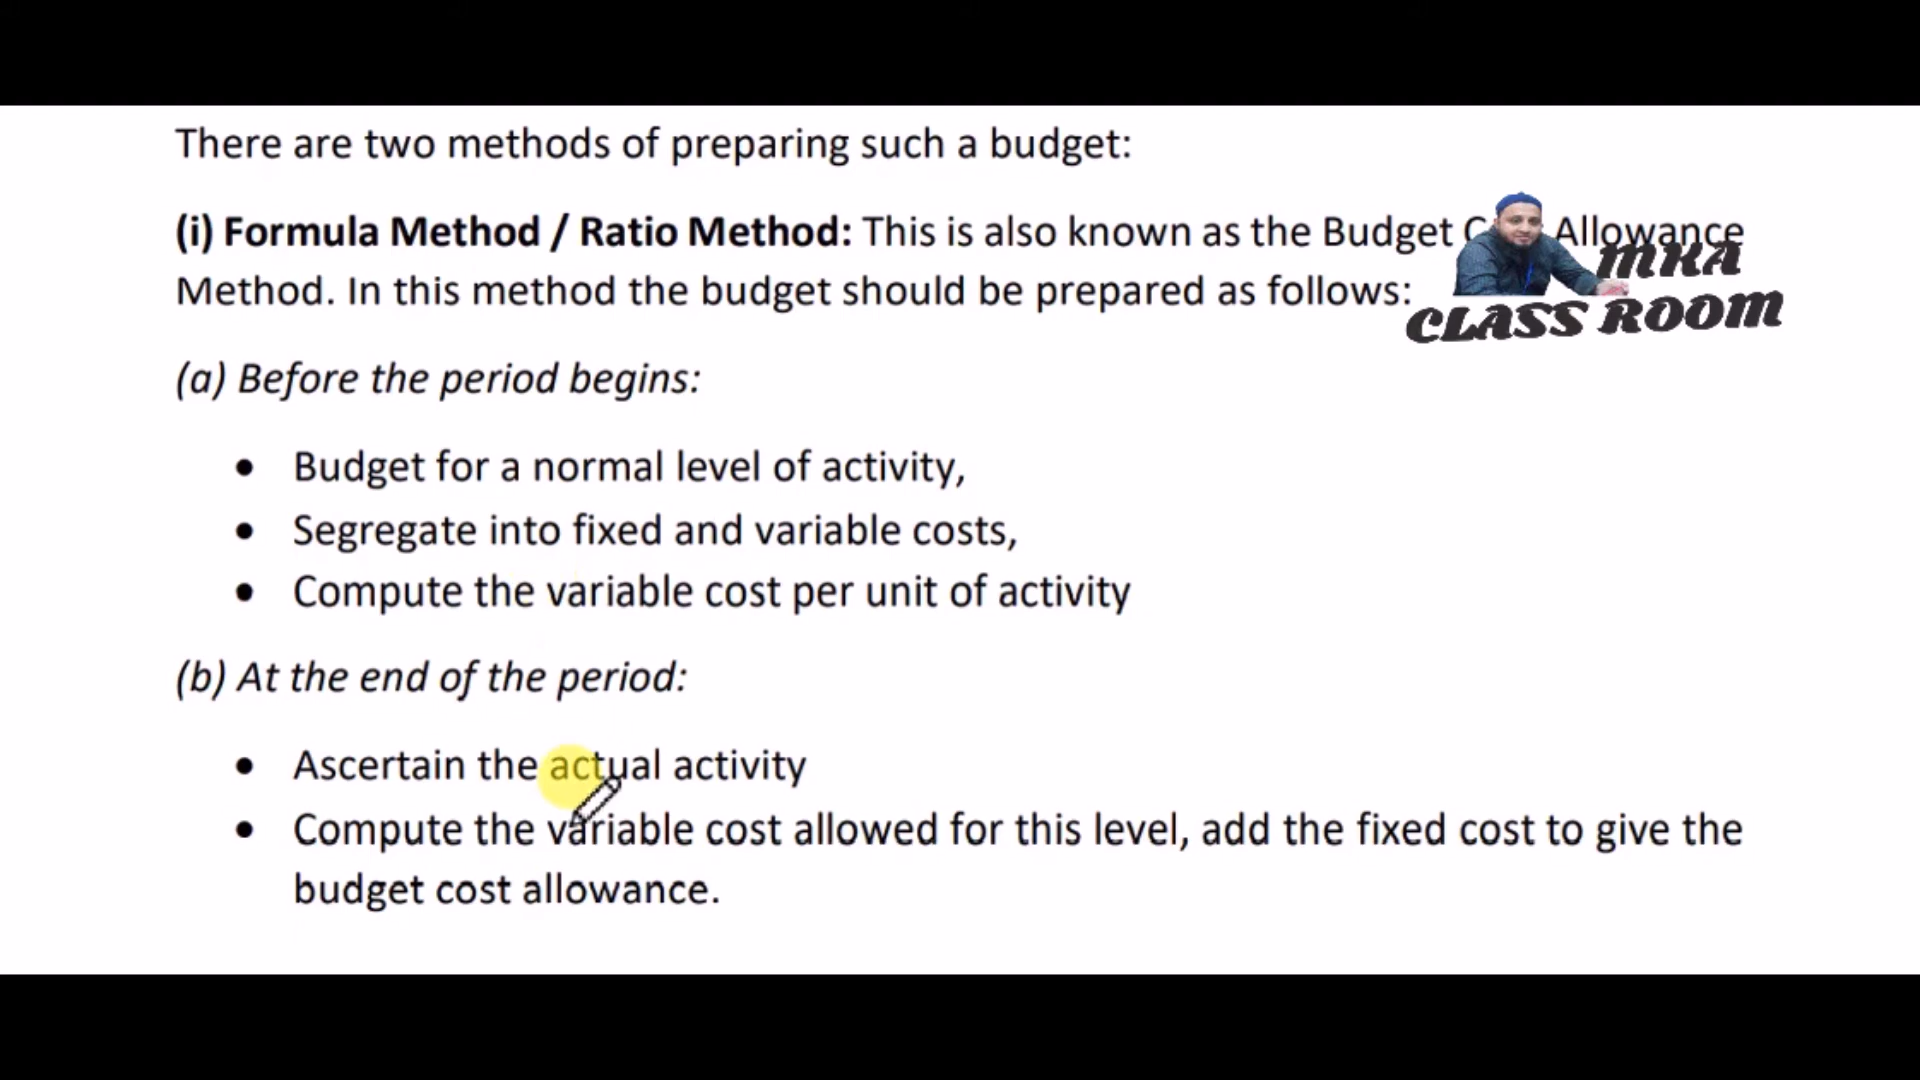 There are two methods of preparing such a budget:
(i) Formula Method / Ratio Method: This is also known as the Budget Allowance
Method. In this method the budget should be prepared as follows:
MKA
CLASS ROOM
(a) Before the period begins:
• Budget for a normal level of activity,
• Segregate into fixed and variable costs,
• Compute the variable cost per unit of activity
(b) At the end of the period:
• Ascertain the actual activity
• Compute the variable cost allowed for this level, add the fixed cost to give the
budget cost allowance.